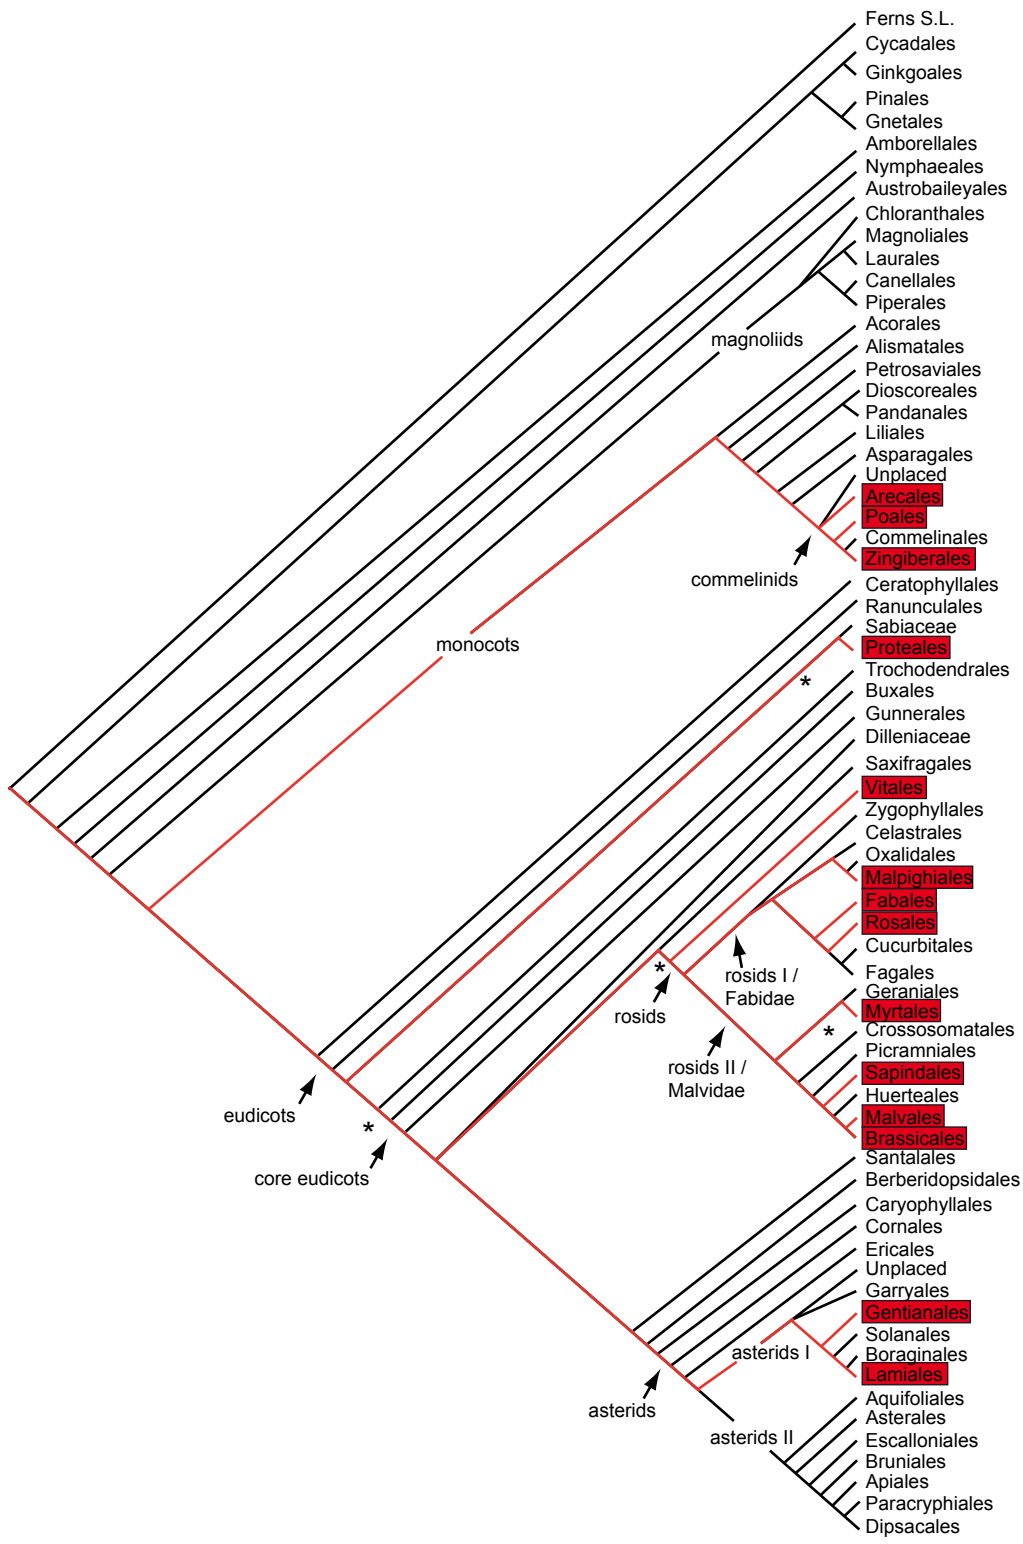 Ferns S.L.
Cycadales
Ginkgoales
Pinales
Gnetales
Amborellales
Nymphaeales
Austrobaileyales
Chloranthales
Magnoliales
Laurales
Canellales
Piperales
magnoliids
Acorales
Alismatales
Petrosaviales
Dioscoreales
Pandanales
Liliales
Asparagales
Unplaced
Arecales
Poales
Commelinales
Zingiberales
commelinids
monocots
Ceratophyllales
Ranunculales
Sabiaceae
Proteales
*
Trochodendrales
Buxales
Gunnerales
Dilleniaceae
Saxifragales
Vitales
Zygophyllales
Celastrales
Oxalidales
Malpighiales
Fabales
Rosales
Cucurbitales
Fagales
*
rosids I /
Fabidae
rosids
Geraniales
Myrtales
*
Crossosomatales
Picramniales
Sapindales
Huerteales
Malvales
Brassicales
rosids II /
Malvidae
eudicots
*
core eudicots
Santalales
Berberidopsidales
Caryophyllales
Cornales
Ericales
Unplaced
Garryales
Gentianales
Solanales
Boraginales
Lamiales
asterids I
asterids
Aquifoliales
Asterales
Escalloniales
Bruniales
Apiales
Paracryphiales
Dipsacales
asterids II